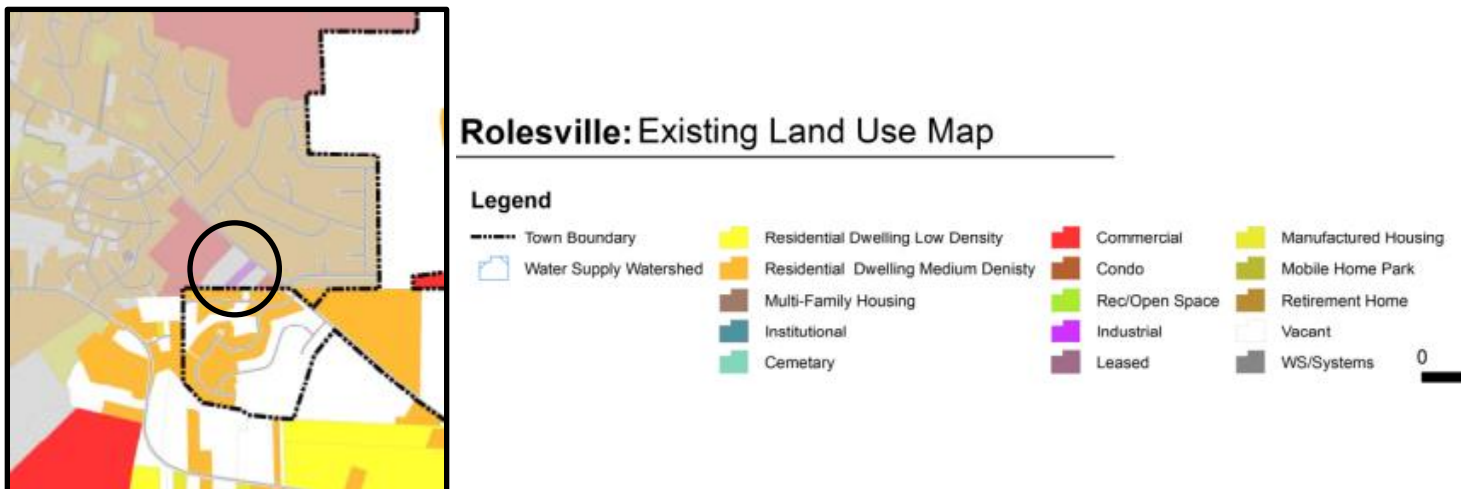 Rolesville: Existing Land Use Map
Legend
Town Boundary
Water Supply Watershed
Residential Dwelling Low Density
Residential Dwelling Medium Denisty
Multi-Family Housing
Institutional
Cemetary
Commercial
Condo
Rec/Open Space
Industrial
Leased
Manufactured Housing
Mobile Home Park
Retirement Home
Vacant
WS/Systems
0